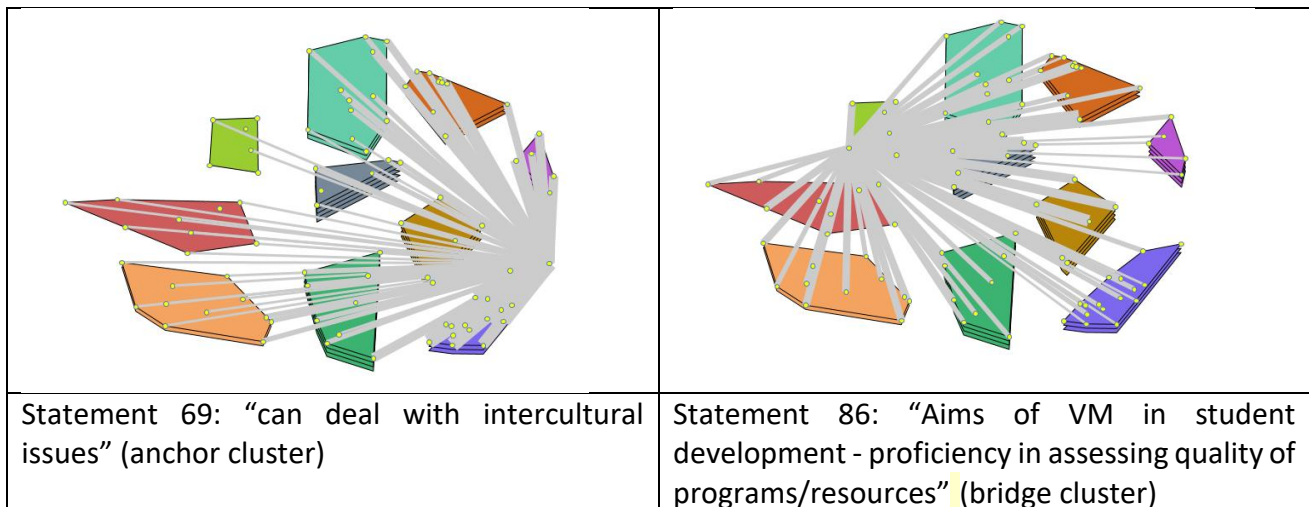 Statement 69: “can deal with intercultural
issues” (anchor cluster)
Statement 86: “Aims of VM in student
development - proficiency in assessing quality of
programs/resources” (bridge cluster)